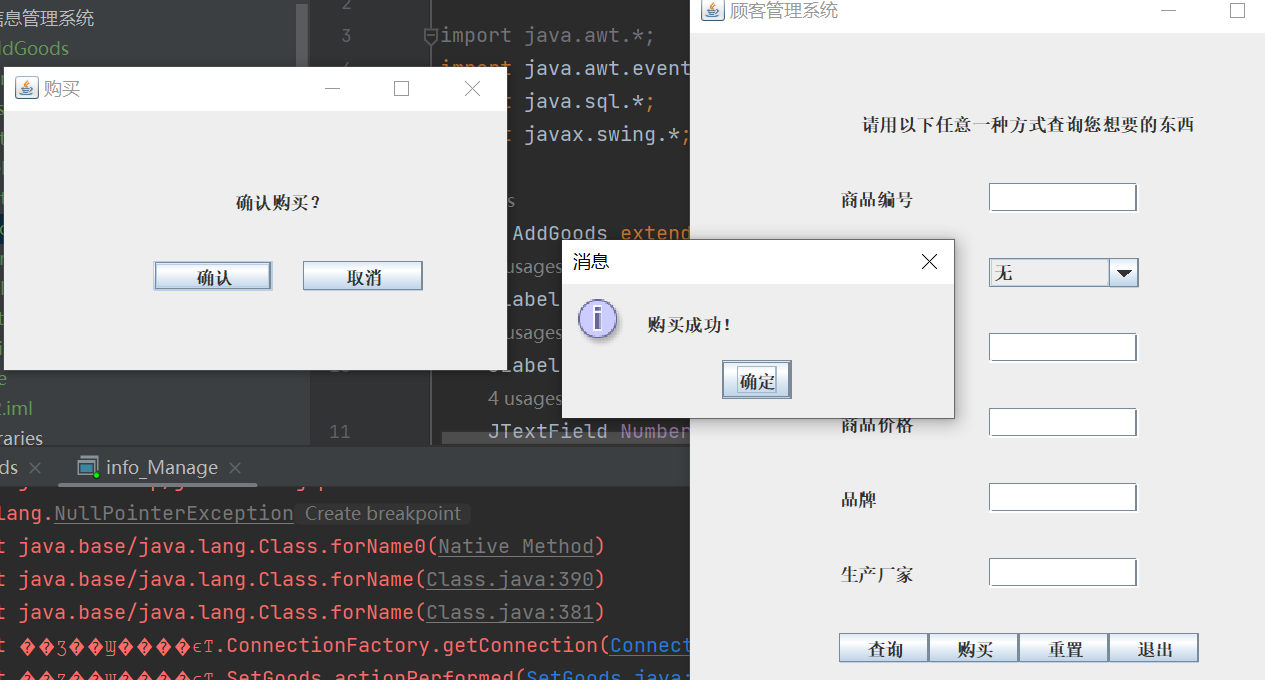 信息管理系统
AddGoods
购买
确认购买？
确认
取消
2
3
import java.awt.*;
import java.awt.event
java.sql.*;
javax.swing.*;
AddGoods extend
usages
Label
usages
Label
4 usages
11
JTextField Number
.iml
raries
消息
购买成功！
确定
顾客管理系统
请用以下任意一种方式查询您想要的东西
商品编号
无
商品价格
品牌
生产厂家
查询
购买
重置
退出
ds
info_Manage
lang.NullPointerException Create breakpoint
t java.base/java.lang.Class.forName0(Native Method)
t java.base/java.lang.Class.forName(Class.java:390)
t java.base/java.lang.Class.forName(Class.java:381)
.ConnectionFactory.getConnection(Connect
.SetGoods.actionPerformed(SetGoods.java: